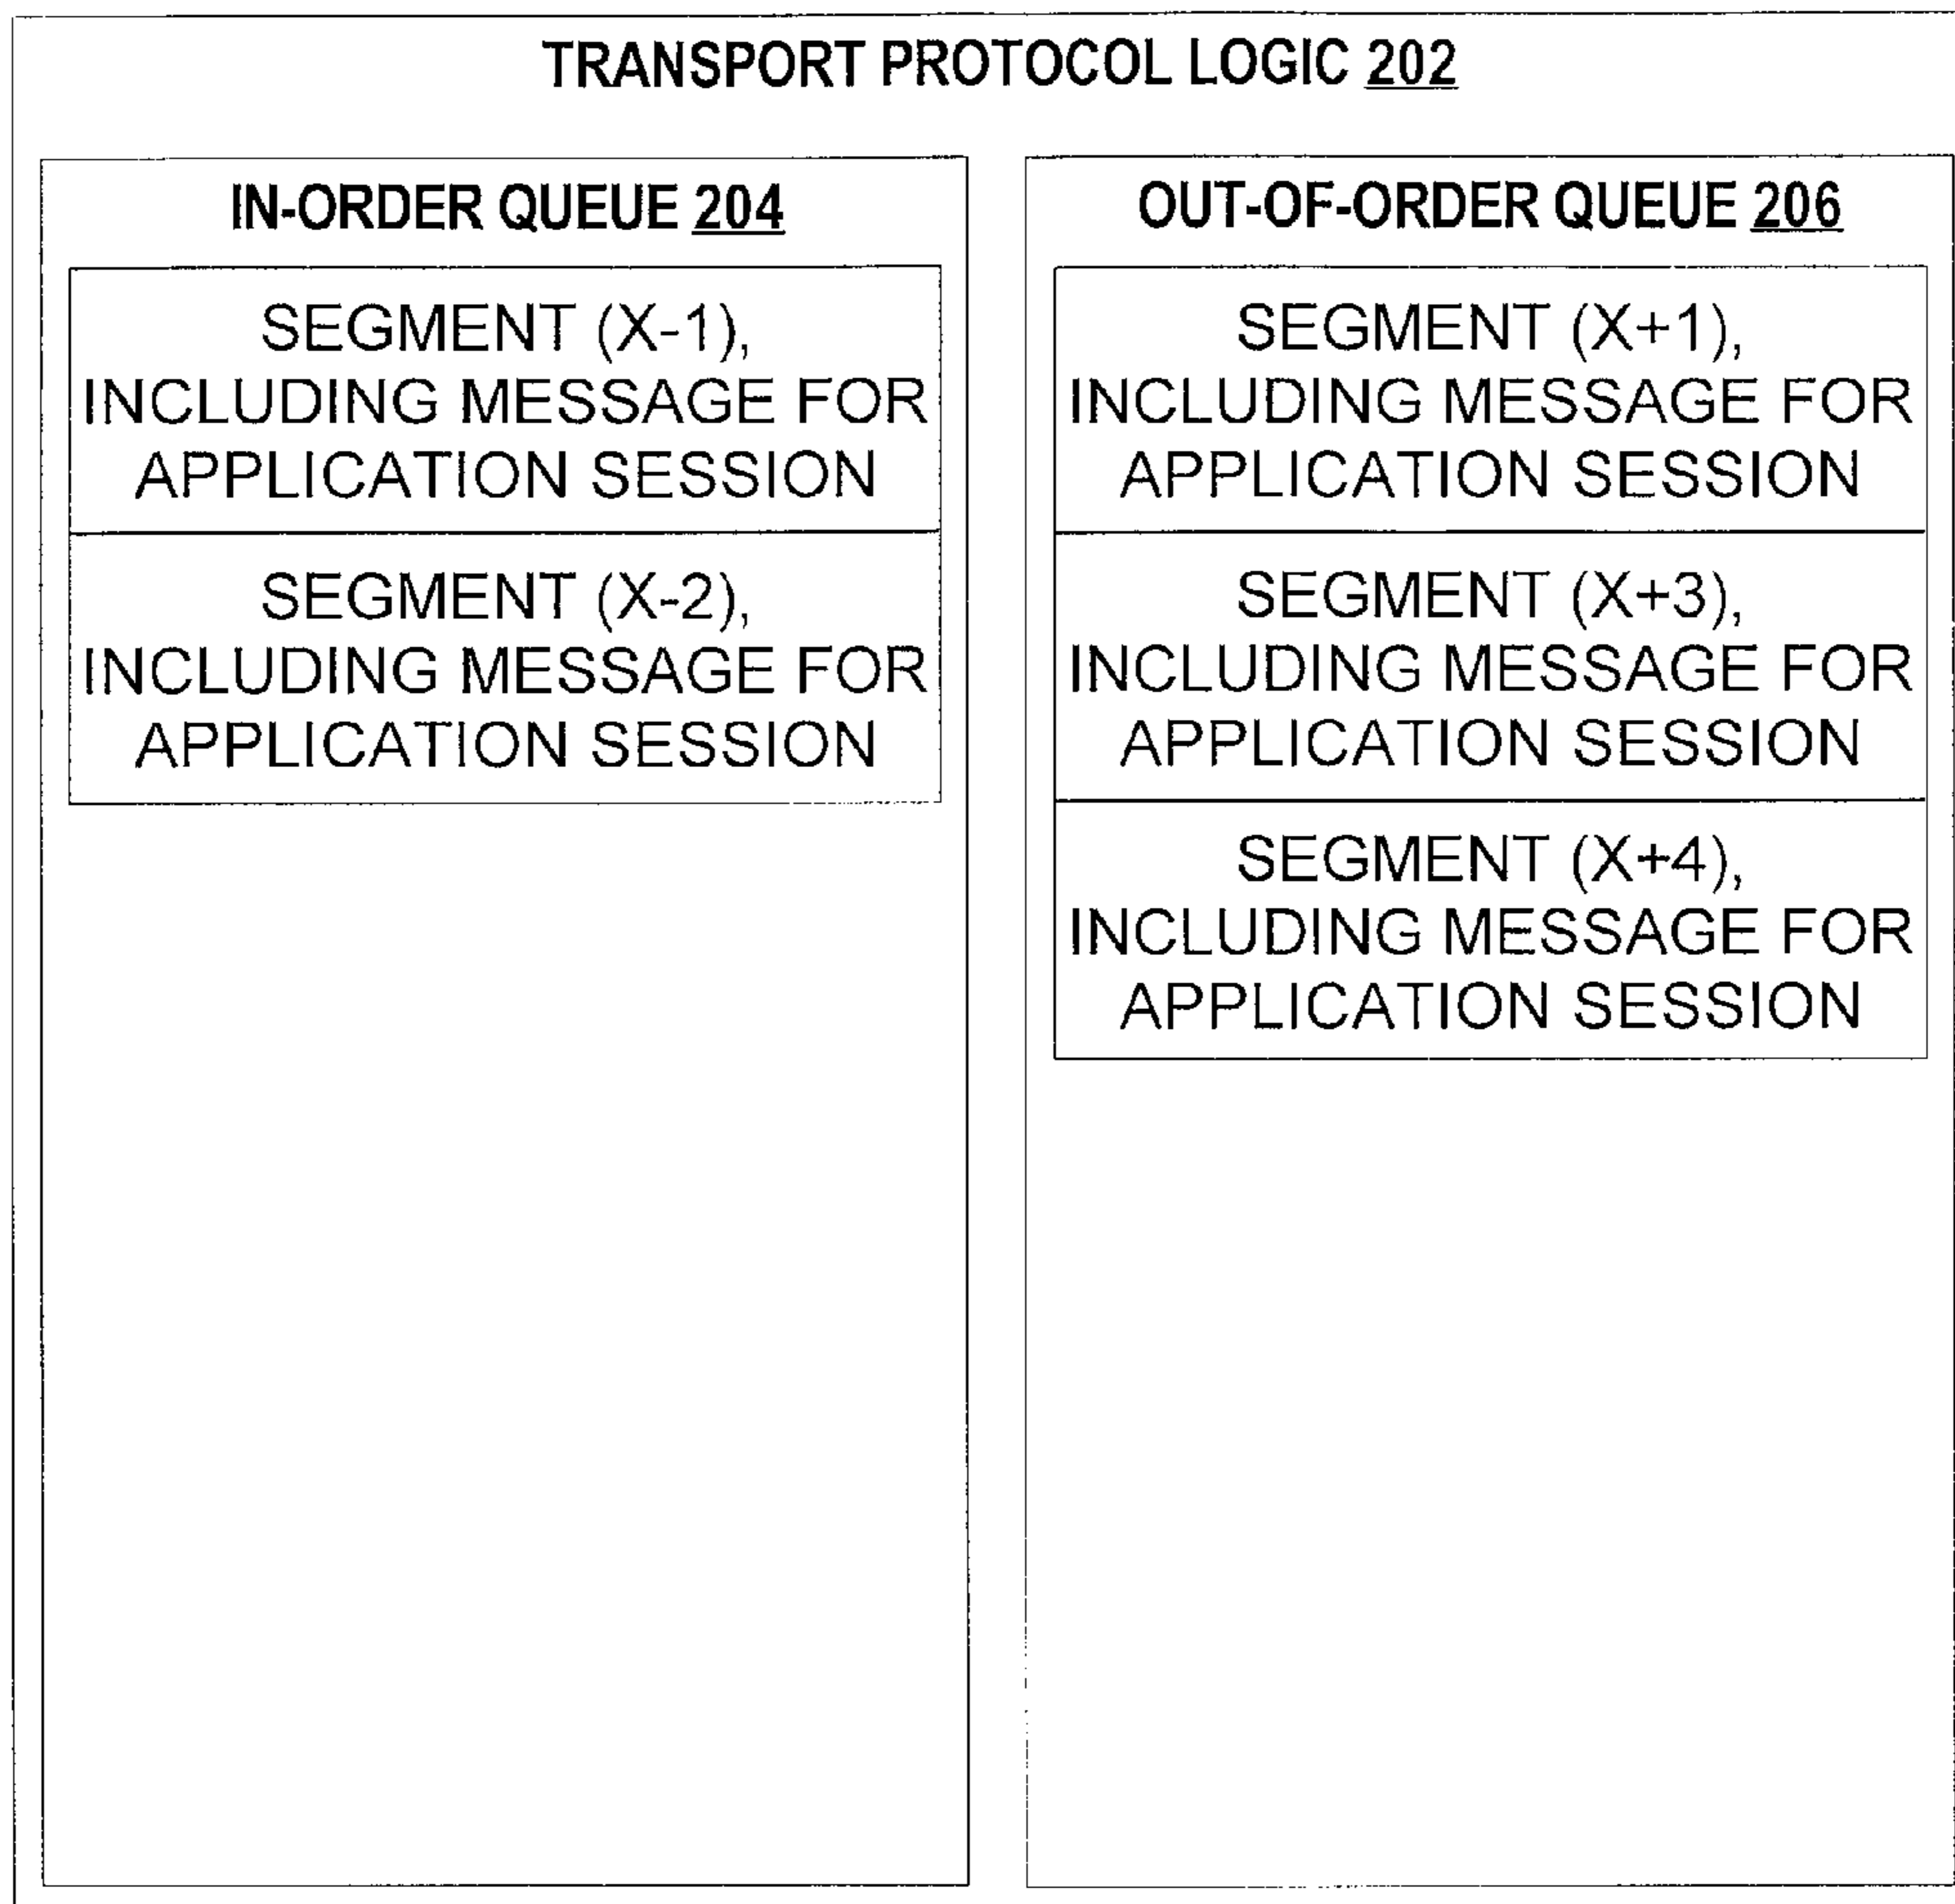 TRANSPORT PROTOCOL LOGIC 202
IN-ORDER QUEUE 204
SEGMENT (X-1),
INCLUDING MESSAGE FOR
APPLICATION SESSION
SEGMENT (X-2),
INCLUDING MESSAGE FOR
APPLICATION SESSION
OUT-OF-ORDER QUEUE 206
SEGMENT (X+1),
INCLUDING MESSAGE FOR
APPLICATION SESSION
SEGMENT (X+3),
INCLUDING MESSAGE FOR
APPLICATION SESSION
SEGMENT (X+4),
INCLUDING MESSAGE FOR
APPLICATION SESSION